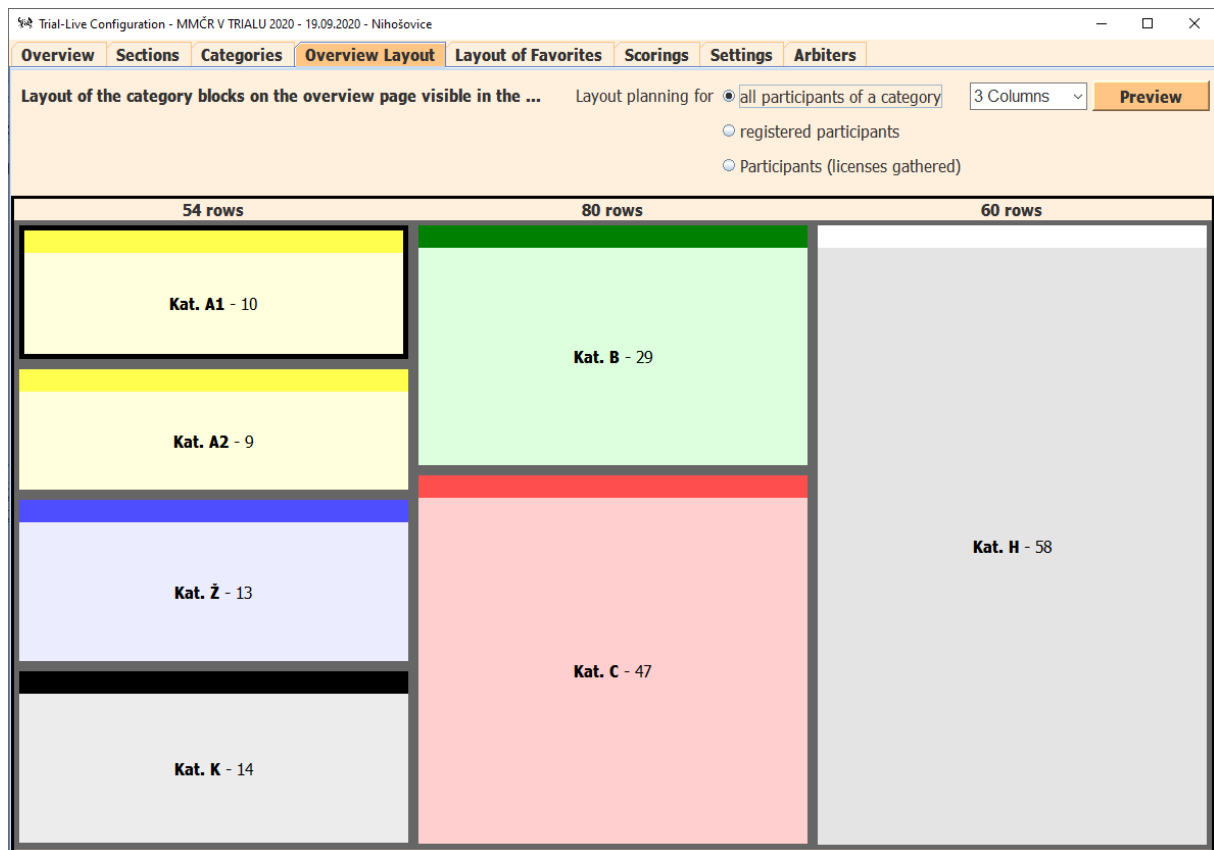 Trial-Live Configuration - MMČR V TRIALU 2020 - 19.09.2020 - Nihošovice
Overview Sections Categories Overview Layout Layout of Favorites Scorings Settings Arbiters
Layout of the category blocks on the overview page visible in the ... Layout planning for all participants of a category 3 Columns Preview
registered participants
Participants (licenses gathered)
54 rows 80 rows 60 rows
Kat. A1 - 10
Kat. B - 29
Kat. A2 - 9
Kat. H - 58
Kat. Ž - 13
Kat. C - 47
Kat. K - 14